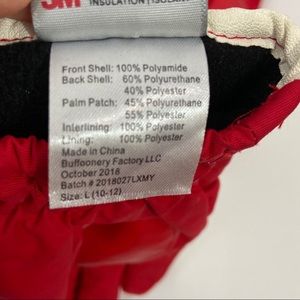 3M
INSULATION | ISOLANT
Front Shell: 100% Polyamide
Back Shell: 60% Polyurethane
40% Polyester
Palm Patch: 45% Polyurethane
55% Polyester
Interlining: 100% Polyester
Lining: 100% Polyester
Made in China
Buffoonery Factory LLC
October 2018
Batch # 2018027LXMY
Size: L (10-12)